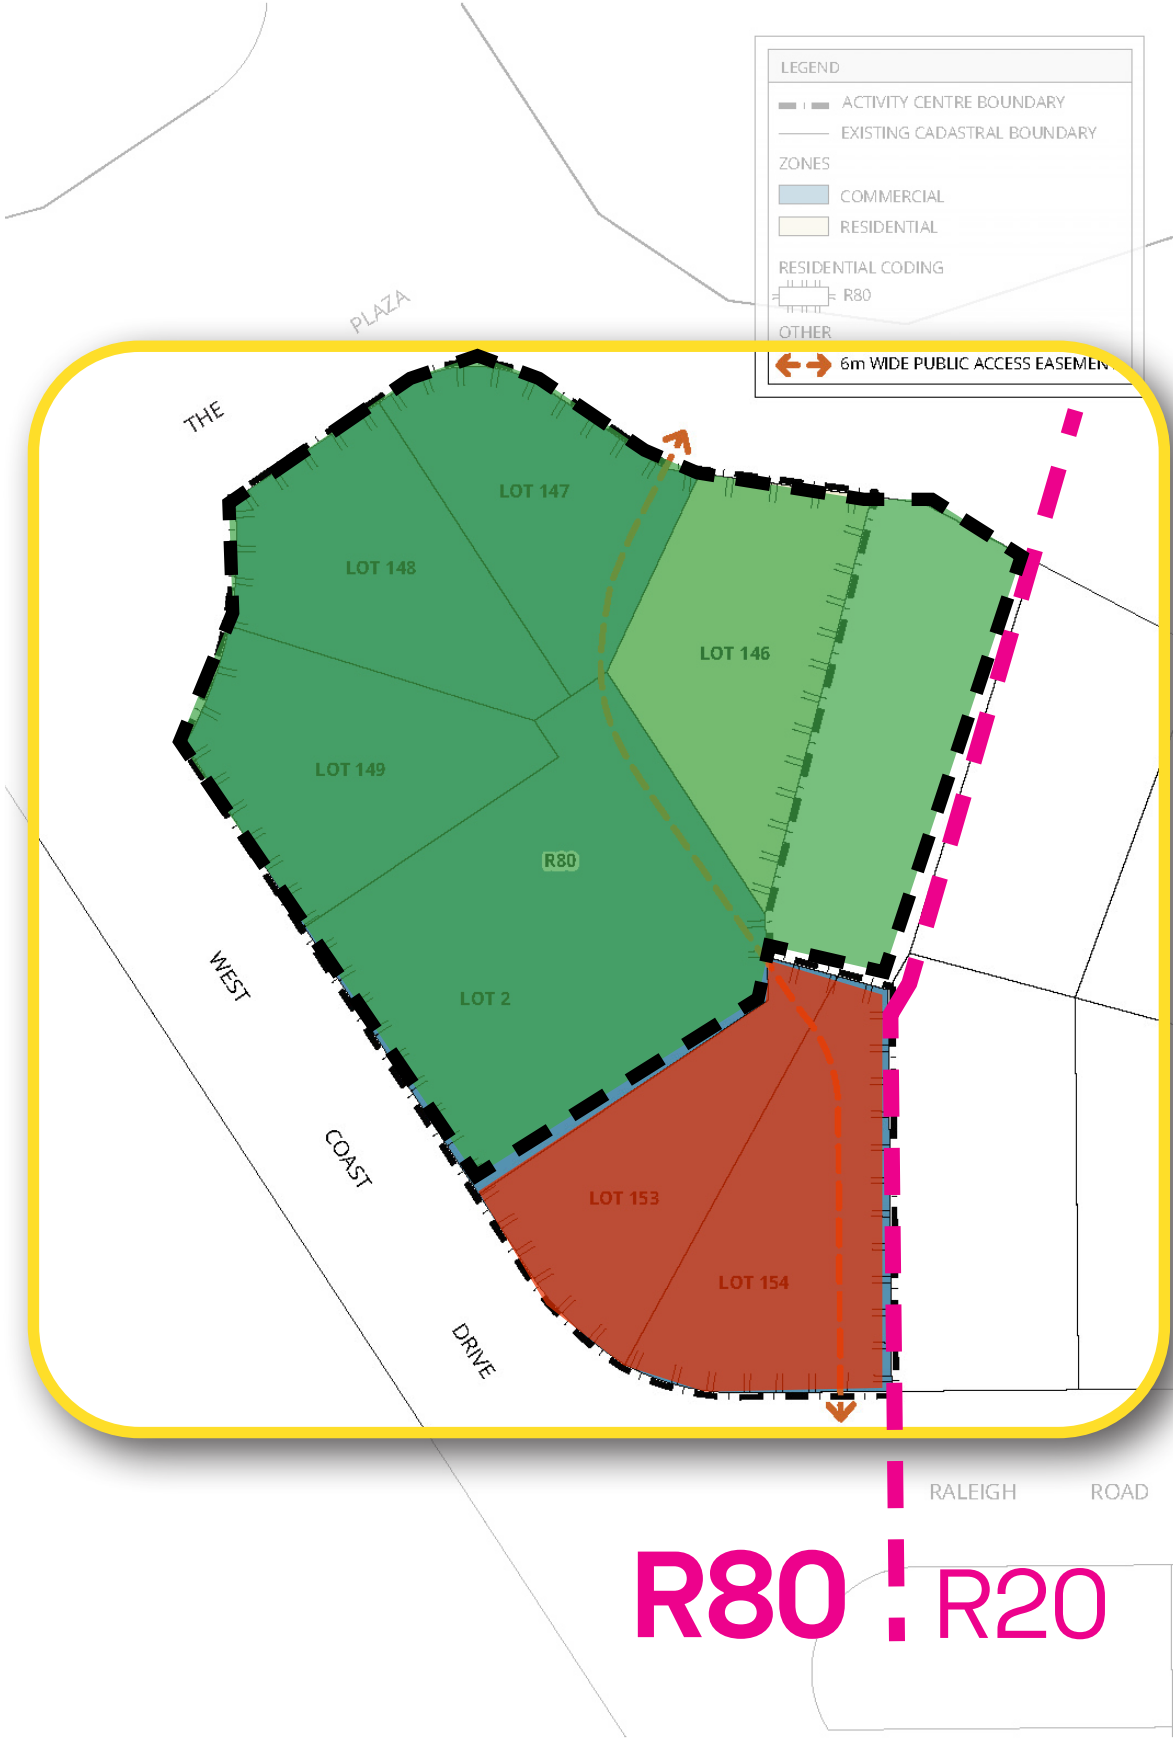 LEGEND
ACTIVITY CENTRE BOUNDARY
EXISTING CADASTRAL BOUNDARY
ZONES
COMMERCIAL
RESIDENTIAL
RESIDENTIAL CODING
R80
OTHER
6m WIDE PUBLIC ACCESS EASEMENT
PLAZA
THE
LOT 147
LOT 148
LOT 146
LOT 149
R80
LOT 2
WEST
COAST
DRIVE
LOT 153
LOT 154
RALEIGH ROAD
R80 R20